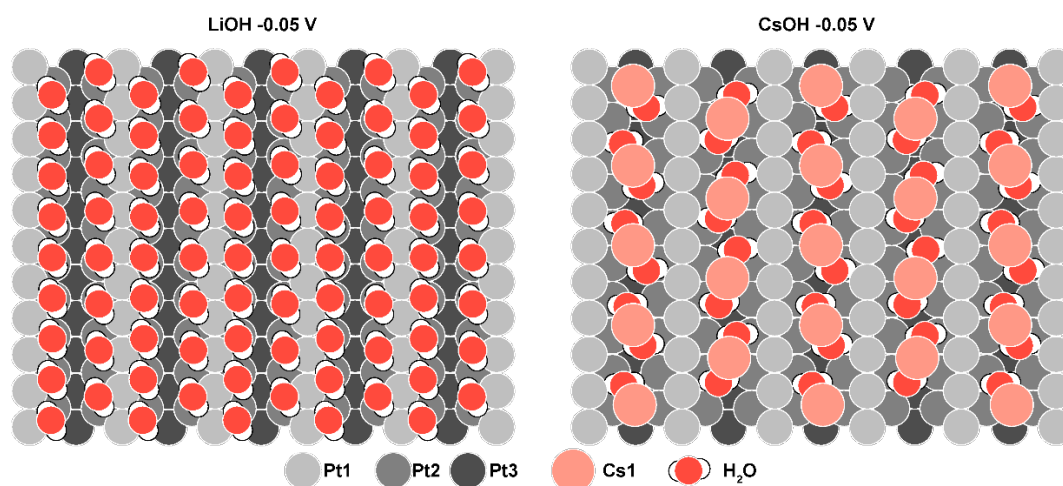 LiOH -0.05 V
CsOH -0.05 V
Pt1 Pt2 Pt3 Cs1 H₂O